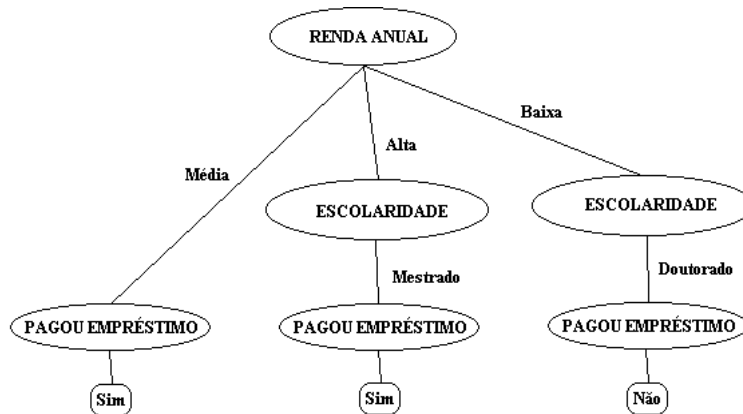 RENDA ANUAL
Baixa
Alta
Média
ESCOLARIDADE
ESCOLARIDADE
Mestrado
Doutorado
PAGOU EMPRÉSTIMO
PAGOU EMPRÉSTIMO
PAGOU EMPRÉSTIMO
Sim
Sim
Não